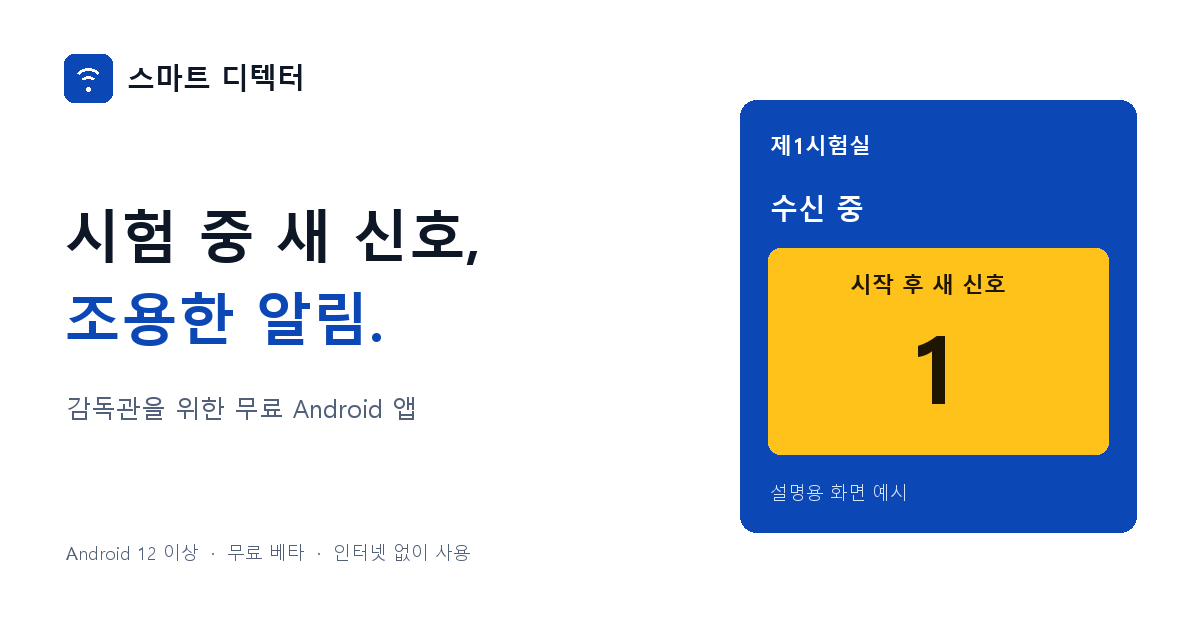 스마트 디텍터
시험 중 새 신호,
조용한 알림.
감독관을 위한 무료 Android 앱
Android 12 이상 · 무료 베타 · 인터넷 없이 사용
제1시험실
수신 중
시작 후 새 신호
1
설명용 화면 예시